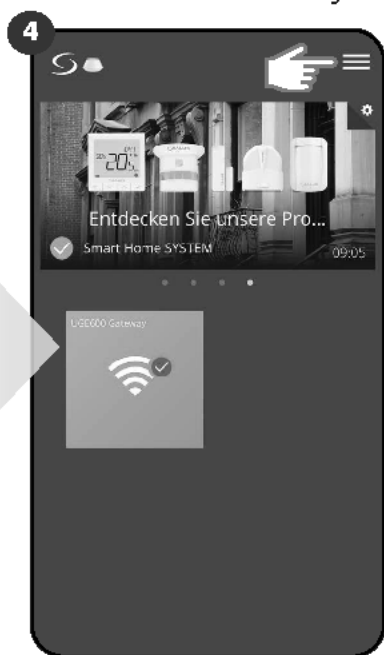 4
Entdecken Sie unsere Pro...
Smart Home SYSTEM
09:05
UGE600 Gateway